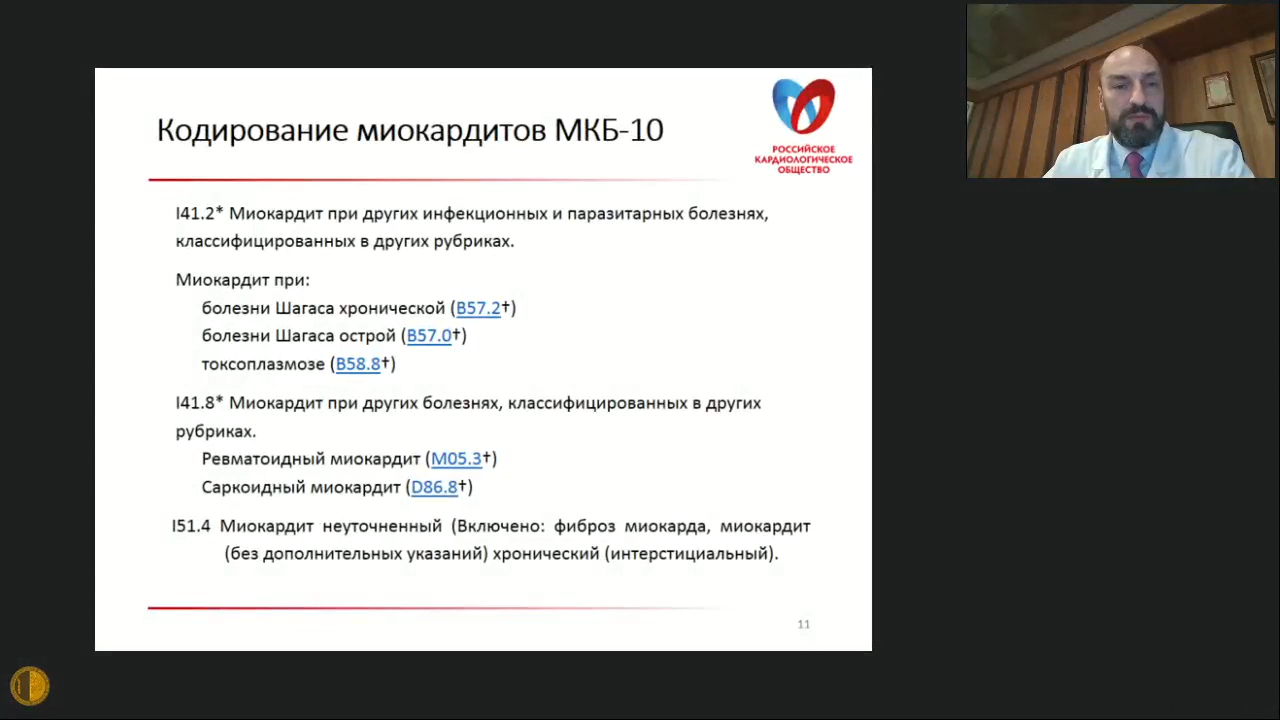 Кодирование миокардитов МКБ-10
РОССИЙСКОЕ
КАРДИОЛОГИЧЕСКОЕ
ОБЩЕСТВО
I41.2* Миокардит при других инфекционных и паразитарных болезнях,
классифицированных в других рубриках.
Миокардит при:
болезни Шагаса хронической (B57.2†)
болезни Шагаса острой (B57.0†)
токсоплазмозе (B58.8†)
I41.8* Миокардит при других болезнях, классифицированных в других
рубриках.
Ревматоидный миокардит (M05.3†)
Саркоидный миокардит (D86.8†)
I51.4 Миокардит неуточненный (Включено: фиброз миокарда, миокардит
(без дополнительных указаний) хронический (интерстициальный).
11